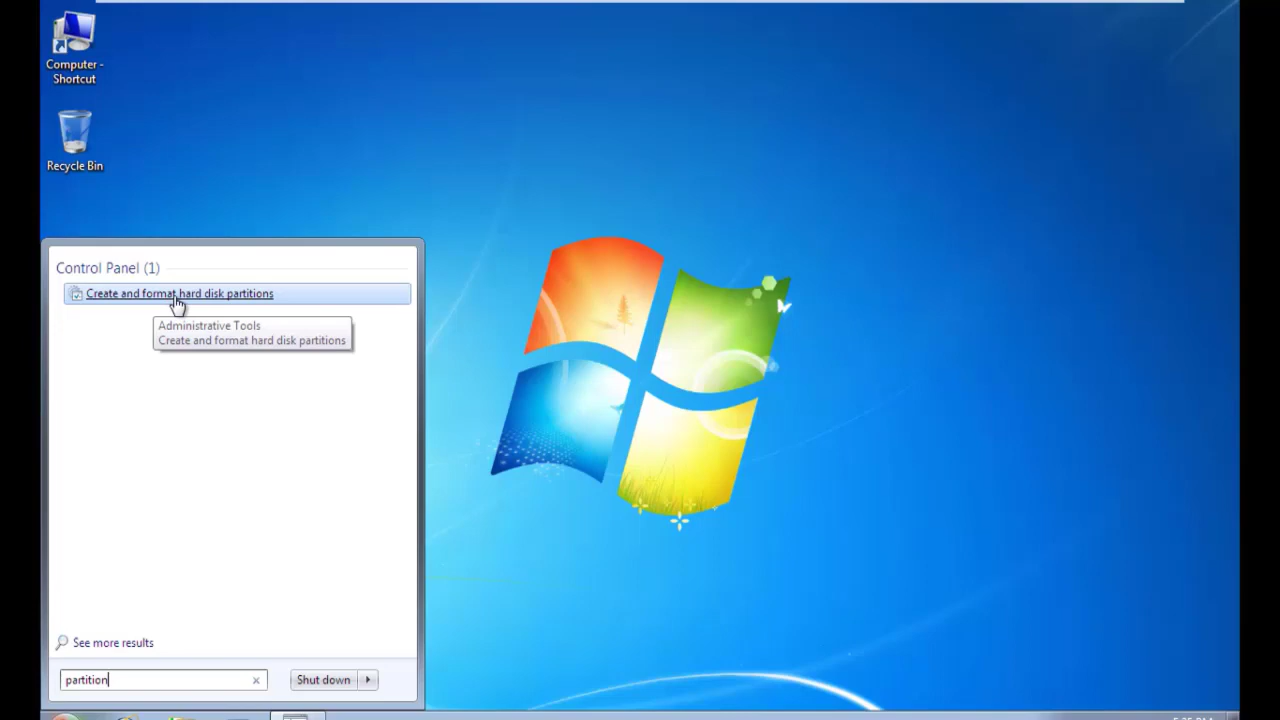 Computer -
Shortcut
Recycle Bin
Control Panel (1)
Create and format hard disk partitions
Administrative Tools
Create and format hard disk partitions
See more results
partition
Shut down